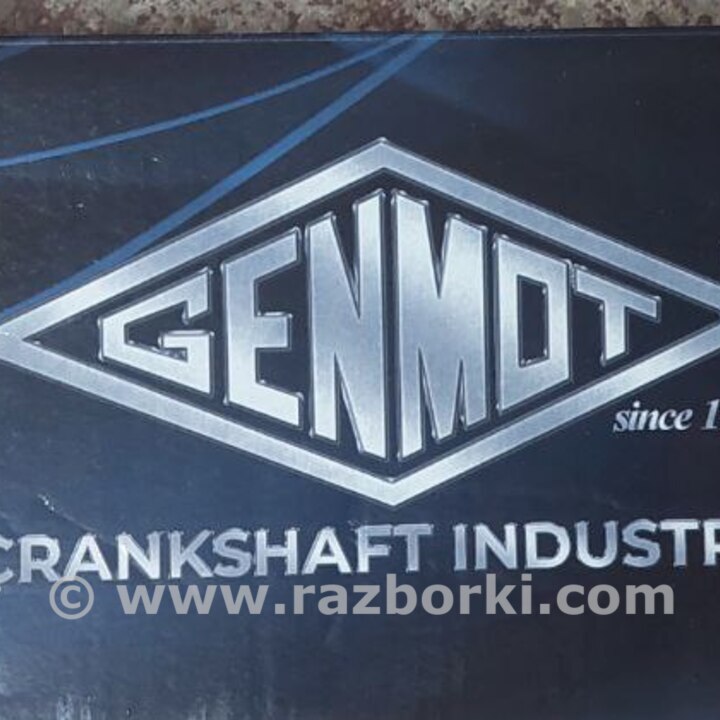 GENMOT
since 1
CRANKSHAFT INDUSTR
© www.razborki.com